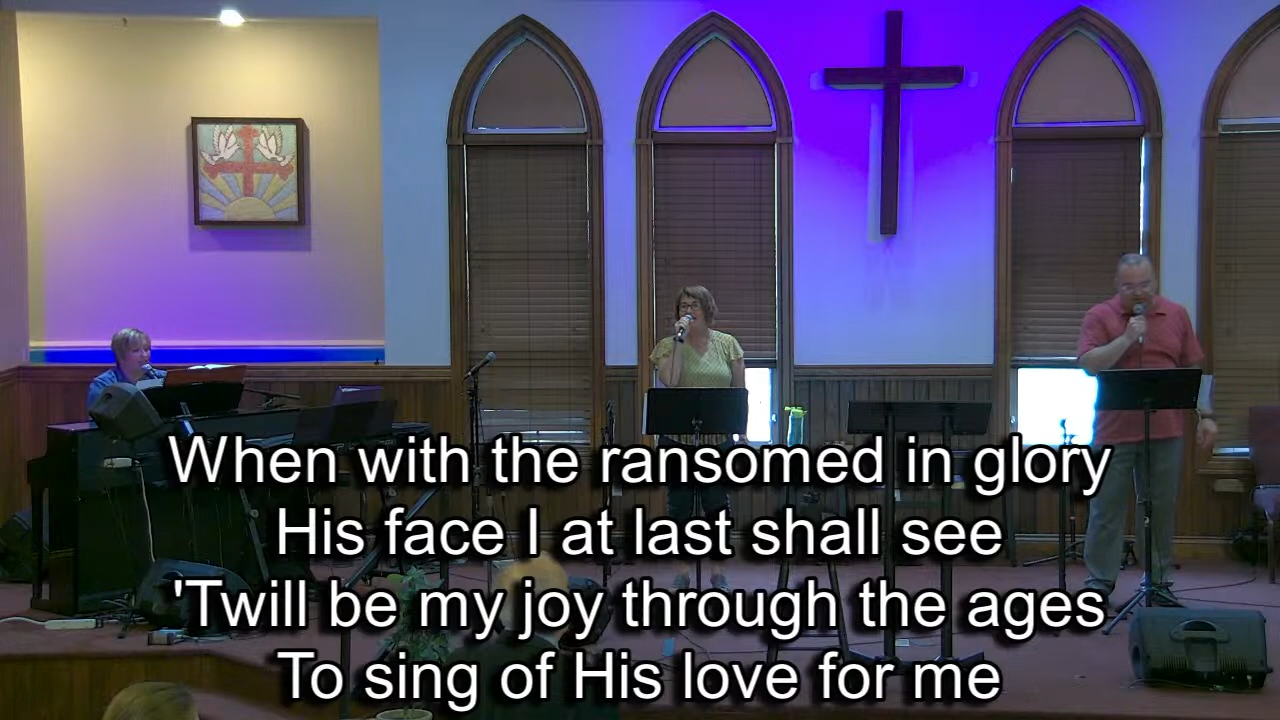 When with the ransomed in glory
His face I at last shall see
'Twill be my joy through the ages
To sing of His love for me